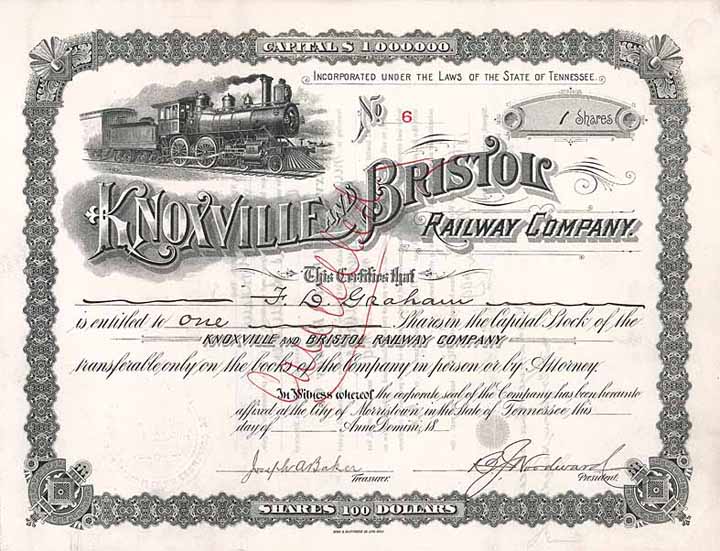 CAPITAL $ 1.000000.
INCORPORATED UNDER THE LAWS OF THE STATE OF TENNESSEE.
No 6
1 Shares
KNOXVILLE AND BRISTOL
RAILWAY COMPANY.
Cancelled
This Certifies that
F. D. Graham
is entitled to one Shares in the Capital Stock of the
KNOXVILLE AND BRISTOL RAILWAY COMPANY
transferable only on the books of the Company in person or by Attorney.
In Witness whereof the corporate seal of the Company has been hereunto
affixed at the City of Morristown in the State of Tennessee, this
day of Anno Domini, 18
Joseph A Baker
Treasurer.
Woodward
President.
SHARES 100 DOLLARS